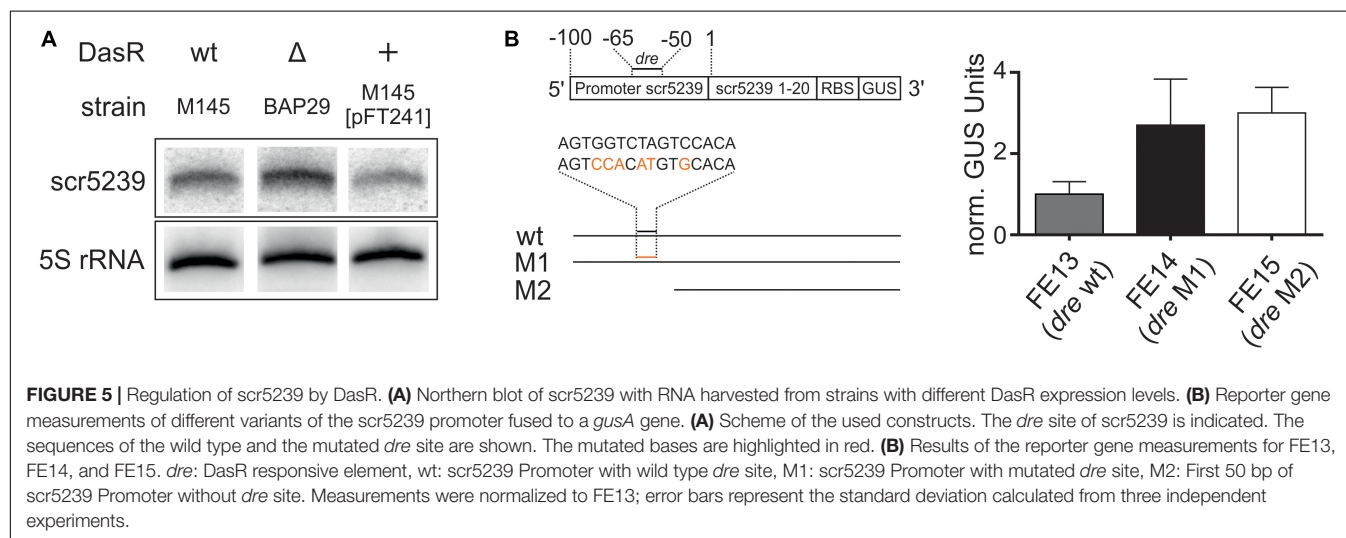 A
DasR wt Δ +
strain M145 BAP29 M145 [pFT241]
scr5239
5S rRNA
B
-100 -65 -50 1
dre
5' Promoter scr5239 scr5239 1-20 RBS GUS 3'
AGTGGTCTAGTCCACA
AGTCCACATGTGCACA
wt
M1
M2
norm. GUS Units
4
2
0
FE13 (dre wt)
FE14 (dre M1)
FE15 (dre M2)
FIGURE 5 | Regulation of scr5239 by DasR. (A) Northern blot of scr5239 with RNA harvested from strains with different DasR expression levels. (B) Reporter gene
measurements of different variants of the scr5239 promoter fused to a gusA gene. (A) Scheme of the used constructs. The dre site of scr5239 is indicated. The
sequences of the wild type and the mutated dre site are shown. The mutated bases are highlighted in red. (B) Results of the reporter gene measurements for FE13,
FE14, and FE15. dre: DasR responsive element, wt: scr5239 Promoter with wild type dre site, M1: scr5239 Promoter with mutated dre site, M2: First 50 bp of
scr5239 Promoter without dre site. Measurements were normalized to FE13; error bars represent the standard deviation calculated from three independent
experiments.